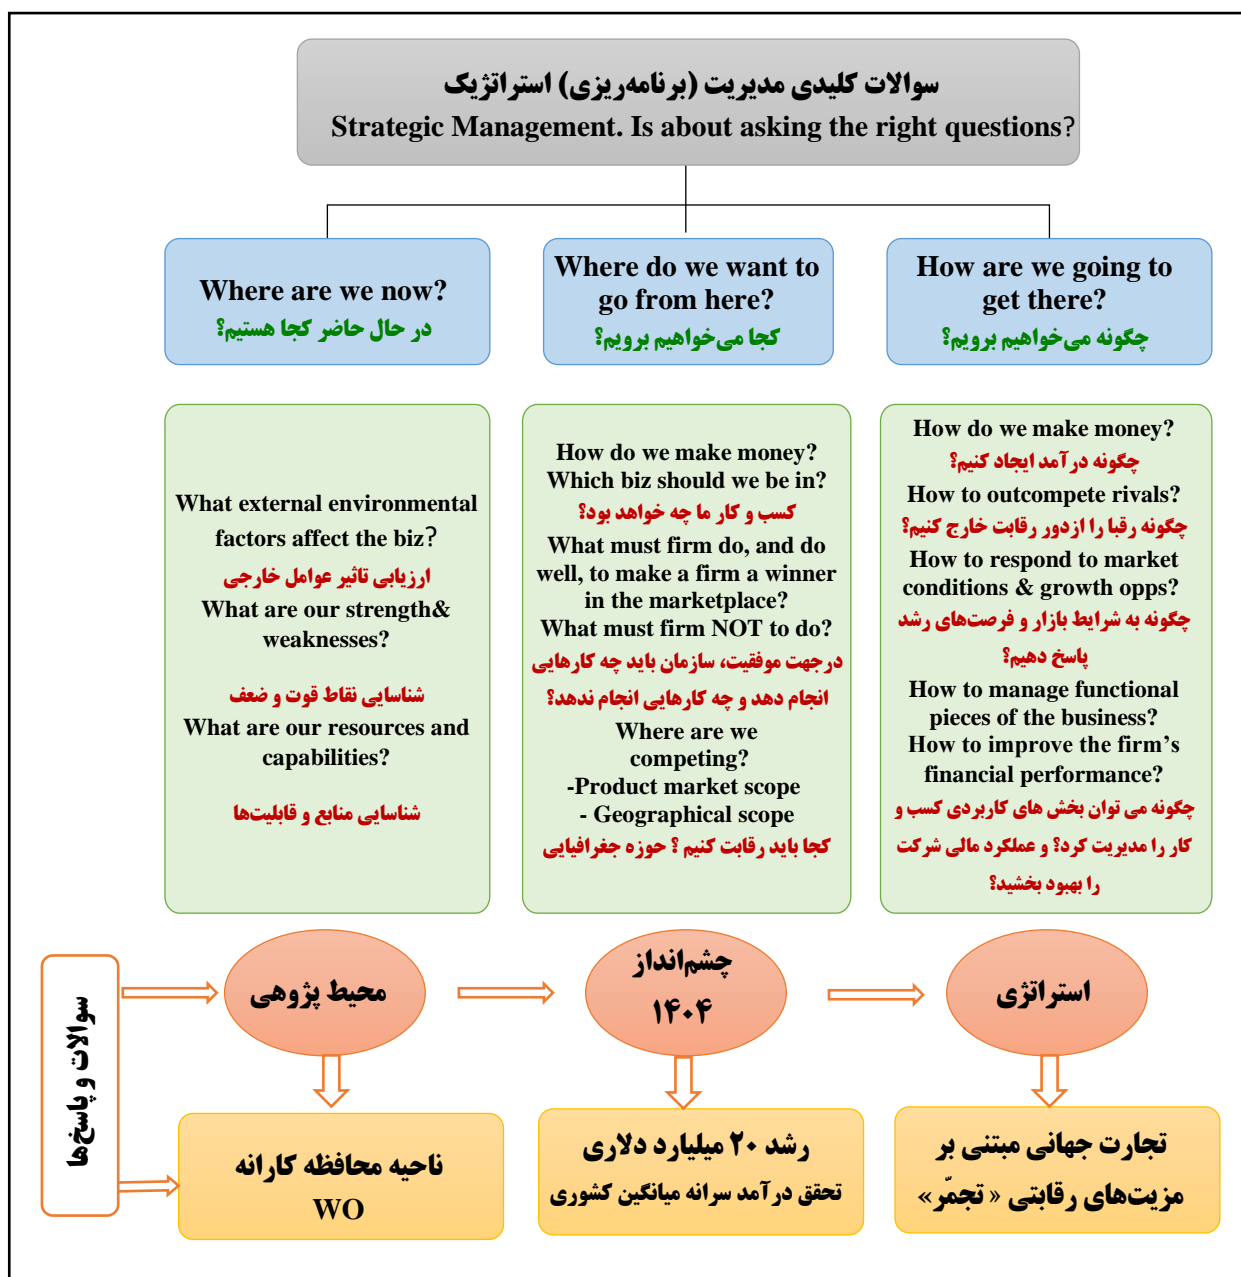 سوالات کلیدی مدیریت (برنامه‌ریزی) استراتژیک
Strategic Management. Is about asking the right questions?
Where are we now?
در حال حاضر کجا هستیم؟
Where do we want to
go from here?
کجا می‌خواهیم برویم؟
How are we going to
get there?
چگونه می‌خواهیم برویم؟
What external environmental
factors affect the biz?
ارزیابی تاثیر عوامل خارجی
What are our strength&
weaknesses?
شناسایی نقاط قوت و ضعف
What are our resources and
capabilities?
شناسایی منابع و قابلیت‌ها
How do we make money?
Which biz should we be in?
کسب و کار ما چه خواهد بود؟
What must firm do, and do
well, to make a firm a winner
in the marketplace?
What must firm NOT to do?
درجهت موفقیت، سازمان باید چه کارهایی
انجام دهد و چه کارهایی انجام ندهد؟
Where are we
competing?
-Product market scope
- Geographical scope
کجا باید رقابت کنیم ؟ حوزه جغرافیایی
How do we make money?
چگونه درآمد ایجاد کنیم؟
How to outcompete rivals?
چگونه رقبا را ازدور رقابت خارج کنیم؟
How to respond to market
conditions & growth opps?
چگونه به شرایط بازار و فرصت‌های رشد
پاسخ دهیم؟
How to manage functional
pieces of the business?
How to improve the firm's
financial performance?
چگونه می توان بخش های کاربردی کسب و
کار را مدیریت کرد؟ و عملکرد مالی شرکت
را بهبود بخشید؟
سوالات و پاسخ‌ها
محیط پژوهی
چشم‌انداز
۱۴۰۴
استراتژی
ناحیه محافظه کارانه
WO
رشد ۲۰ میلیارد دلاری
تحقق درآمد سرانه میانگین کشوری
تجارت جهانی مبتنی بر
مزیت‌های رقابتی « تجمّر»